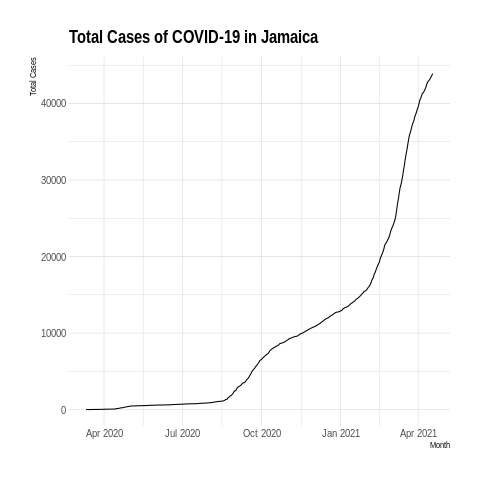 Total Cases of COVID-19 in Jamaica
Total Cases
40000
30000
20000
10000
0
Apr 2020 Jul 2020 Oct 2020 Jan 2021 Apr 2021
Month